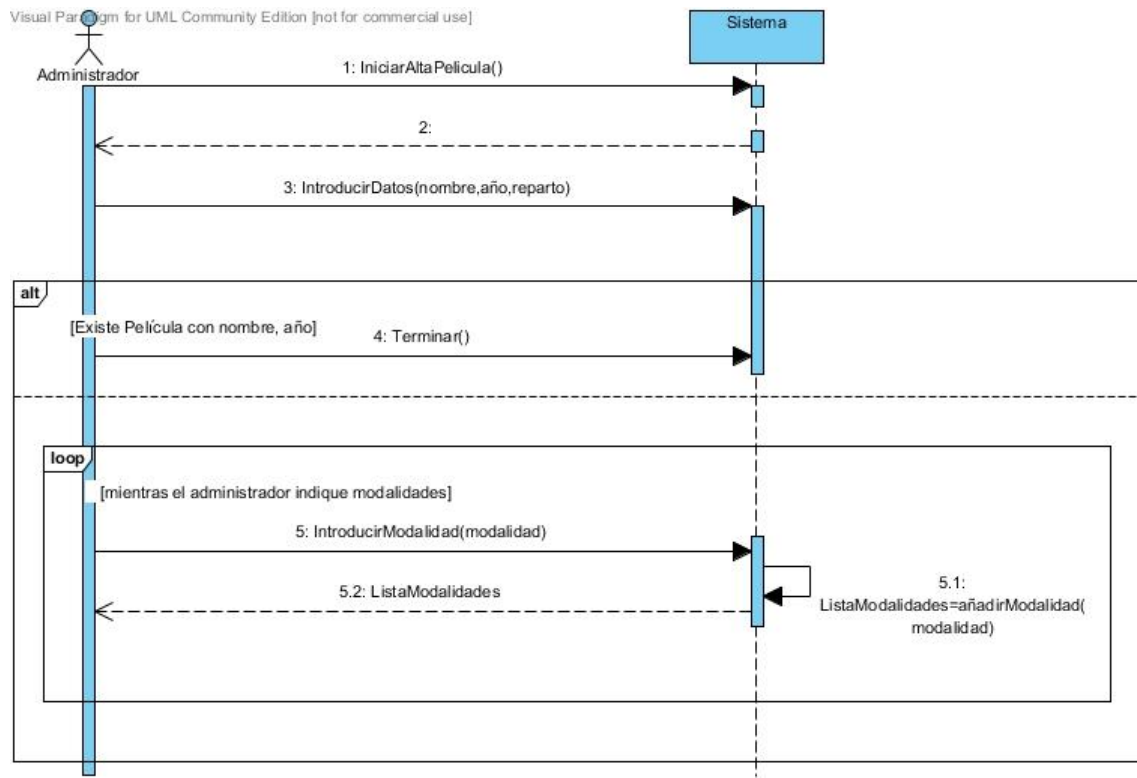 Visual Paradigm for UML Community Edition [not for commercial use]
Sistema
Administrador
1: IniciarAltaPelicula()
2:
3: IntroducirDatos(nombre,año,reparto)
alt
[Existe Película con nombre, año]
4: Terminar()
loop
[mientras el administrador indique modalidades]
5: IntroducirModalidad(modalidad)
5.1:
ListaModalidades=añadirModalidad(
modalidad)
5.2: ListaModalidades